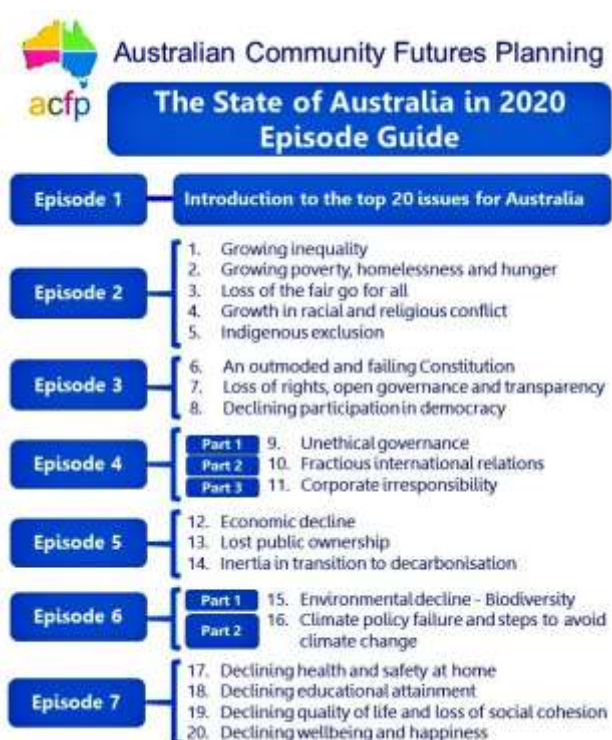 acfp
Australian Community Futures Planning
The State of Australia in 2020
Episode Guide
Episode 1
Introduction to the top 20 issues for Australia
Episode 2
1. Growing inequality
2. Growing poverty, homelessness and hunger
3. Loss of the fair go for all
4. Growth in racial and religious conflict
5. Indigenous exclusion
Episode 3
6. An outmoded and failing Constitution
7. Loss of rights, open governance and transparency
8. Declining participation in democracy
Episode 4
Part 1 9. Unethical governance
Part 2 10. Fractious international relations
Part 3 11. Corporate irresponsibility
Episode 5
12. Economic decline
13. Lost public ownership
14. Inertia in transition to decarbonisation
Episode 6
Part 1 15. Environmental decline - Biodiversity
Part 2 16. Climate policy failure and steps to avoid
climate change
Episode 7
17. Declining health and safety at home
18. Declining educational attainment
19. Declining quality of life and loss of social cohesion
20. Declining wellbeing and happiness